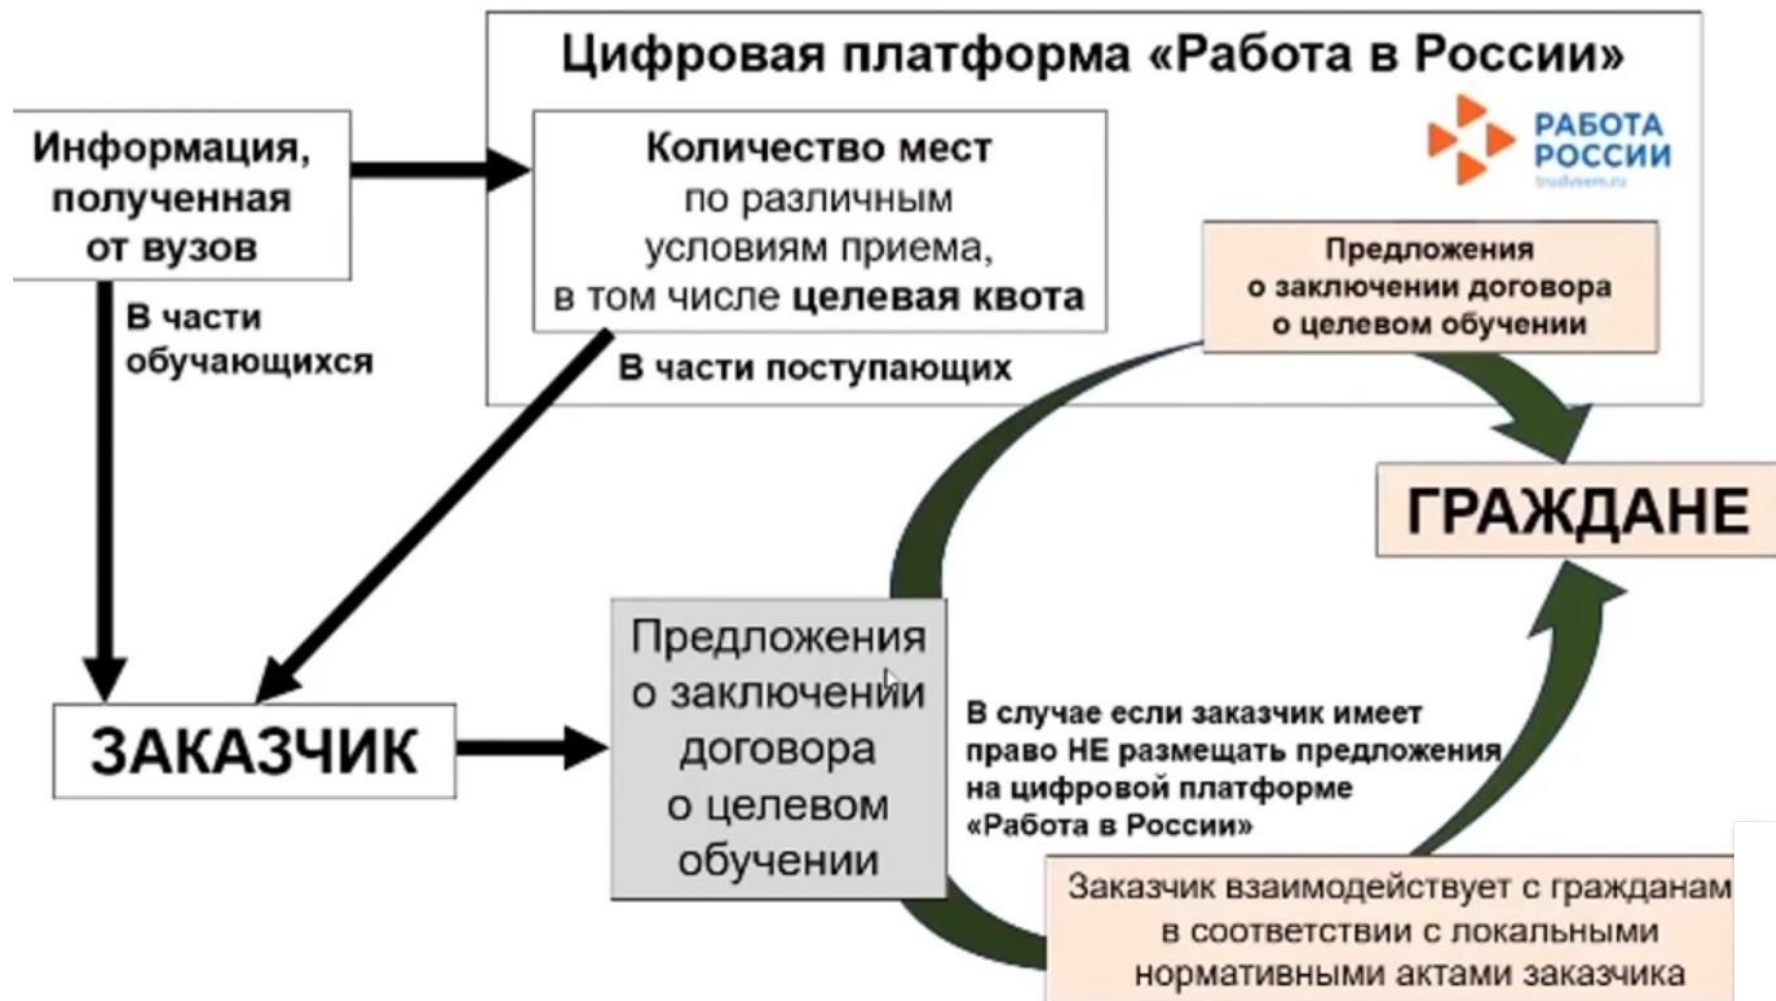 Цифровая платформа «Работа в России»
Информация,
полученная
от вузов
Количество мест
по различным
условиям приема,
в том числе целевая квота
РАБОТА
РОССИИ
trudvsem.ru
Предложения
о заключении договора
о целевом обучении
В части
обучающихся
В части поступающих
ГРАЖДАНЕ
Предложения
о заключении
договора
о целевом
обучении
ЗАКАЗЧИК
В случае если заказчик имеет
право НЕ размещать предложения
на цифровой платформе
«Работа в России»
Заказчик взаимодействует с гражданам
в соответствии с локальными
нормативными актами заказчика